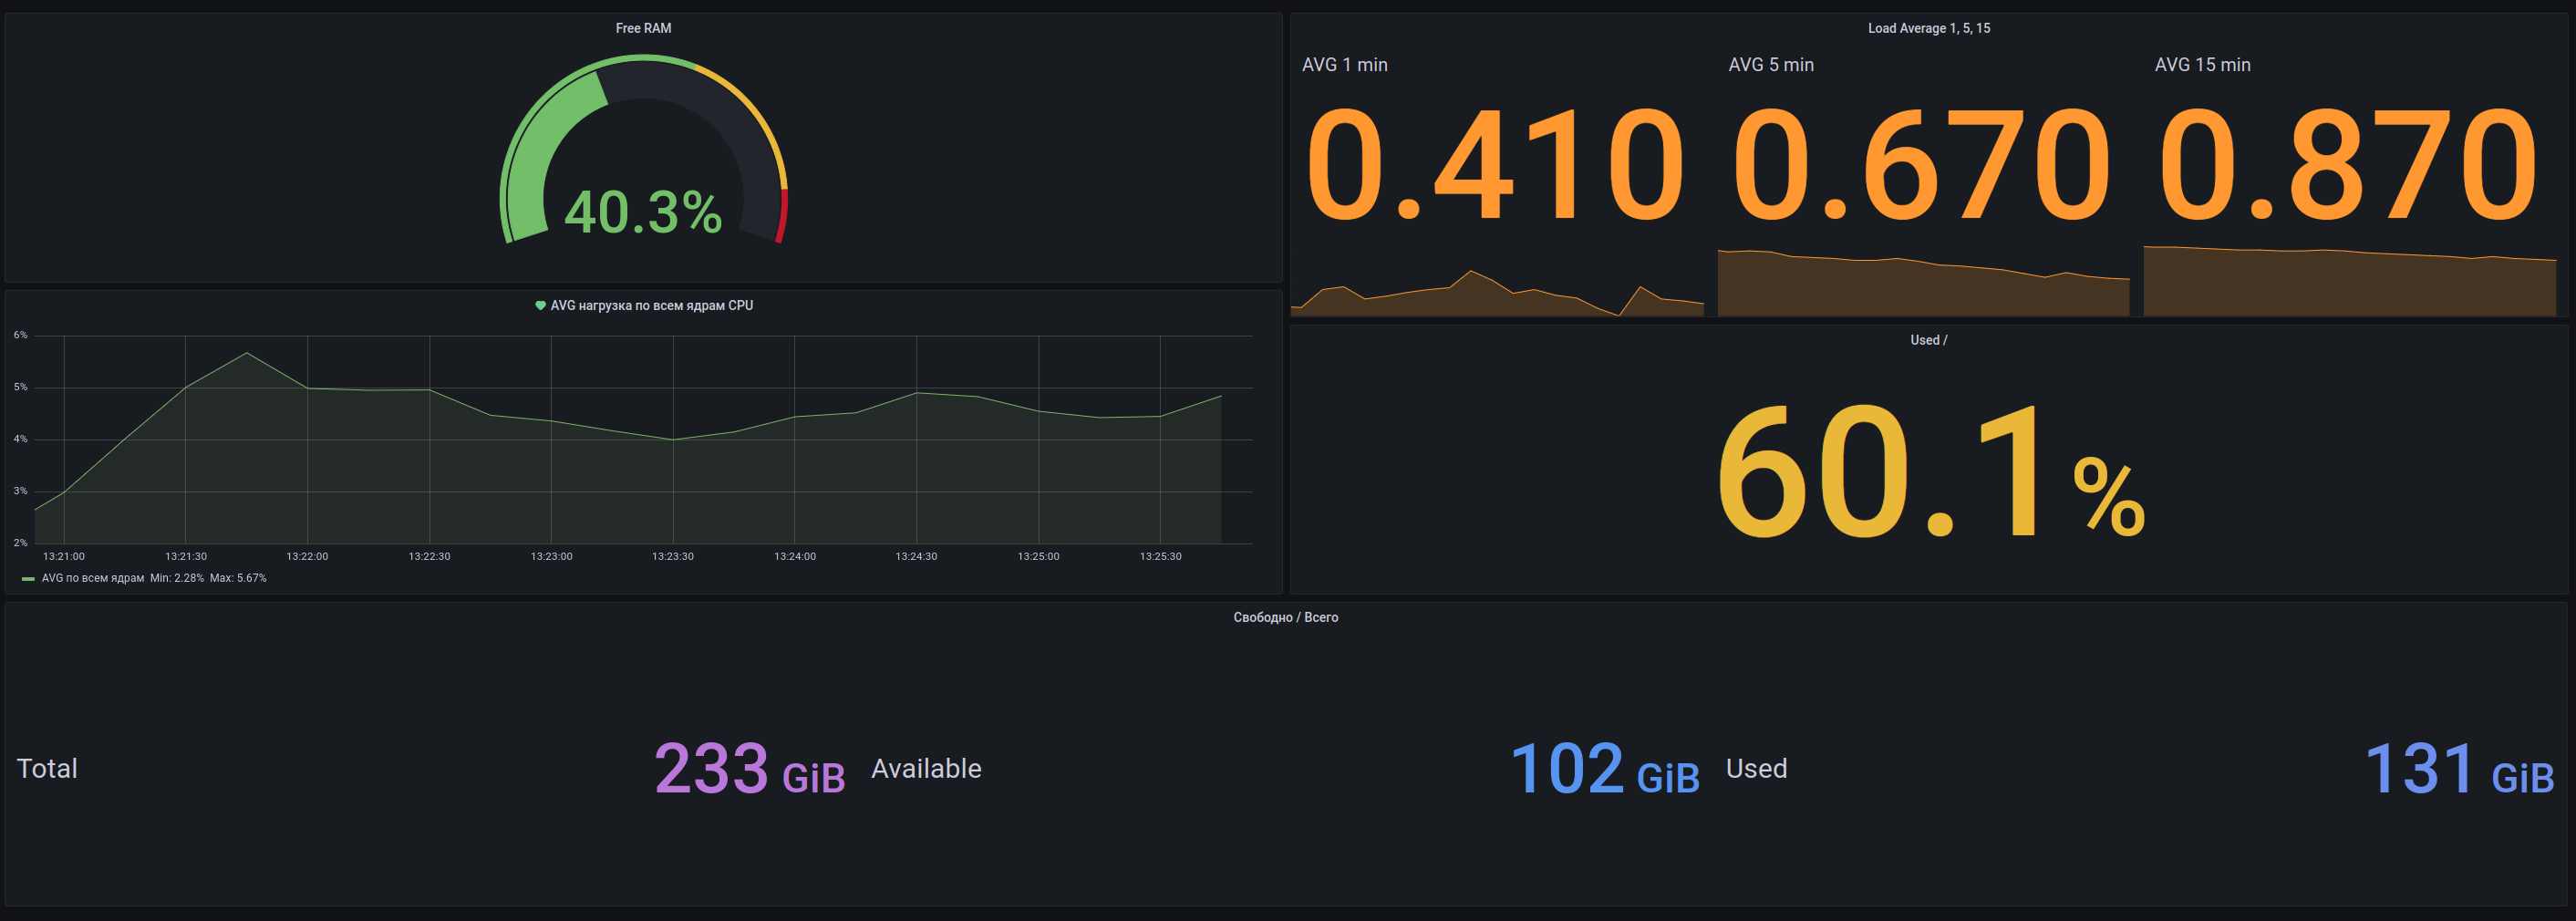 Free RAM
40.3%
Load Average 1, 5, 15
AVG 1 min
0.410
AVG 5 min
0.670
AVG 15 min
0.870
AVG нагрузка по всем ядрам CPU
6%
5%
4%
3%
2%
13:21:00 13:21:30 13:22:00 13:22:30 13:23:00 13:23:30 13:24:00 13:24:30 13:25:00 13:25:30
AVG по всем ядрам Min: 2.28% Max: 5.67%
Used /
60.1%
Свободно / Всего
Total 233 GiB Available 102 GiB Used 131 GiB